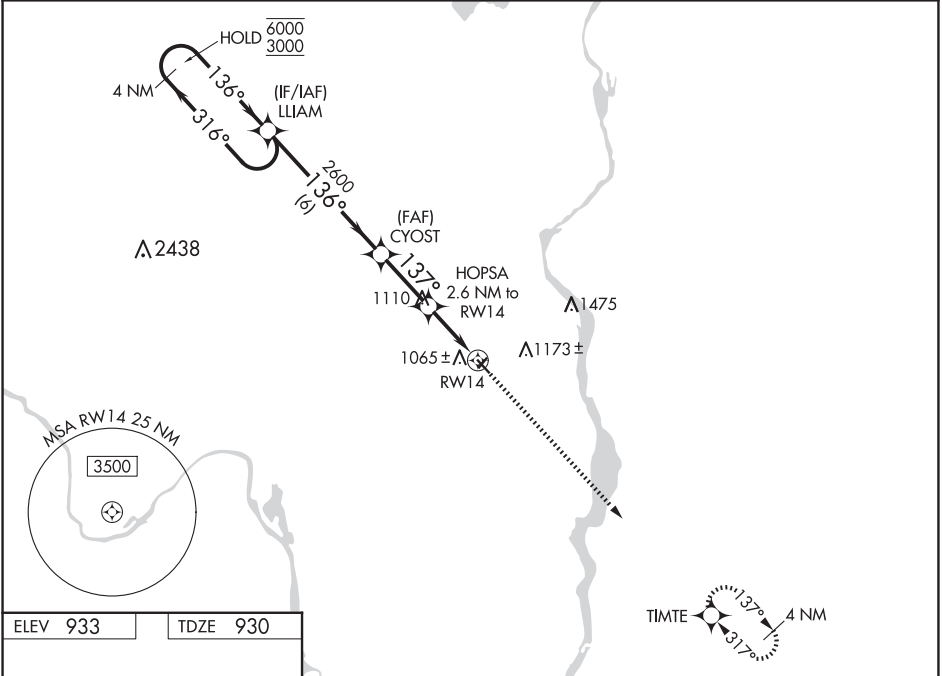 HOLD 6000
3000
4 NM
136°
316°
(IF/IAF)
LLIAM
2600
136°
(6)
2438
(FAF)
CYOST
137°
HOPSA
2.6 NM to
RW14
1110
1475
1065 ±
1173 ±
RW14
MSA RW14 25 NM
3500
TIMTE
137°
317°
4 NM
ELEV 933
TDZE 930